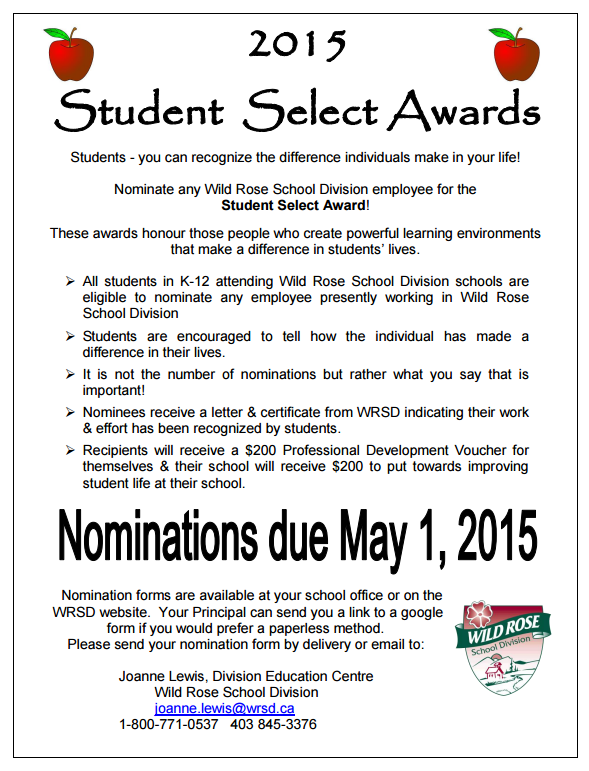 2015
Student Select Awards
Students - you can recognize the difference individuals make in your life!
Nominate any Wild Rose School Division employee for the
Student Select Award!
These awards honour those people who create powerful learning environments
that make a difference in students' lives.
➢ All students in K-12 attending Wild Rose School Division schools are
eligible to nominate any employee presently working in Wild Rose
School Division
➢ Students are encouraged to tell how the individual has made a
difference in their lives.
➢ It is not the number of nominations but rather what you say that is
important!
➢ Nominees receive a letter & certificate from WRSD indicating their work
& effort has been recognized by students.
➢ Recipients will receive a $200 Professional Development Voucher for
themselves & their school will receive $200 to put towards improving
student life at their school.
Nominations due May 1, 2015
Nomination forms are available at your school office or on the
WRSD website.  Your Principal can send you a link to a google
form if you would prefer a paperless method.
Please send your nomination form by delivery or email to:
WILD ROSE
School Division
Joanne Lewis, Division Education Centre
Wild Rose School Division
joanne.lewis@wrsd.ca
1-800-771-0537   403 845-3376